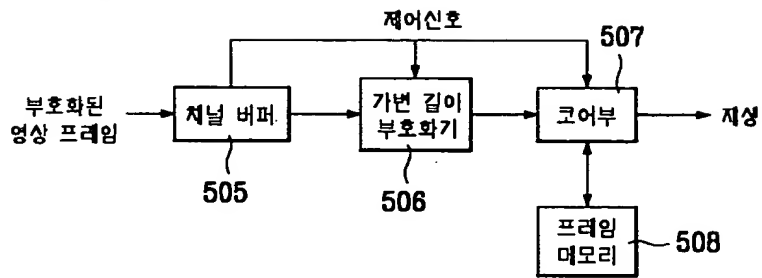 제어신호
507
부호화된
영상 프레임
채널 버퍼
가변 길이
부호화기
코어부
재생
505
506
프레임
메모리
508